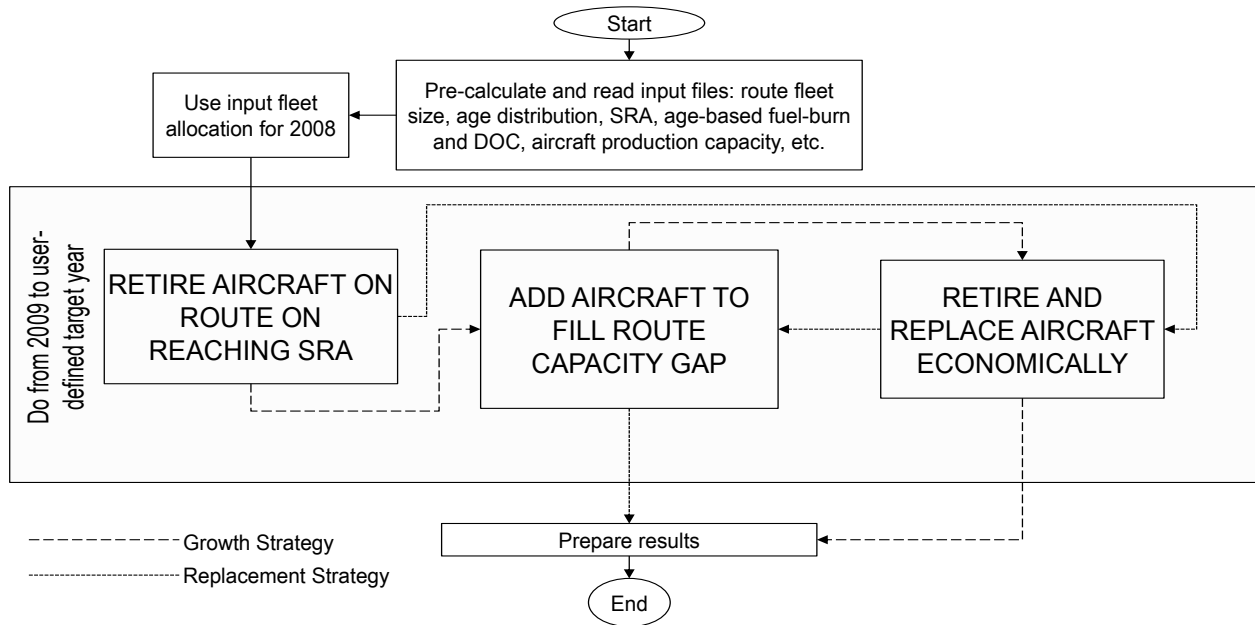 Start
Pre-calculate and read input files: route fleet
size, age distribution, SRA, age-based fuel-burn
and DOC, aircraft production capacity, etc.
Use input fleet
allocation for 2008
Do from 2009 to user-
defined target year
RETIRE AIRCRAFT ON
ROUTE ON
REACHING SRA
ADD AIRCRAFT TO
FILL ROUTE
CAPACITY GAP
RETIRE AND
REPLACE AIRCRAFT
ECONOMICALLY
Growth Strategy
Replacement Strategy
Prepare results
End